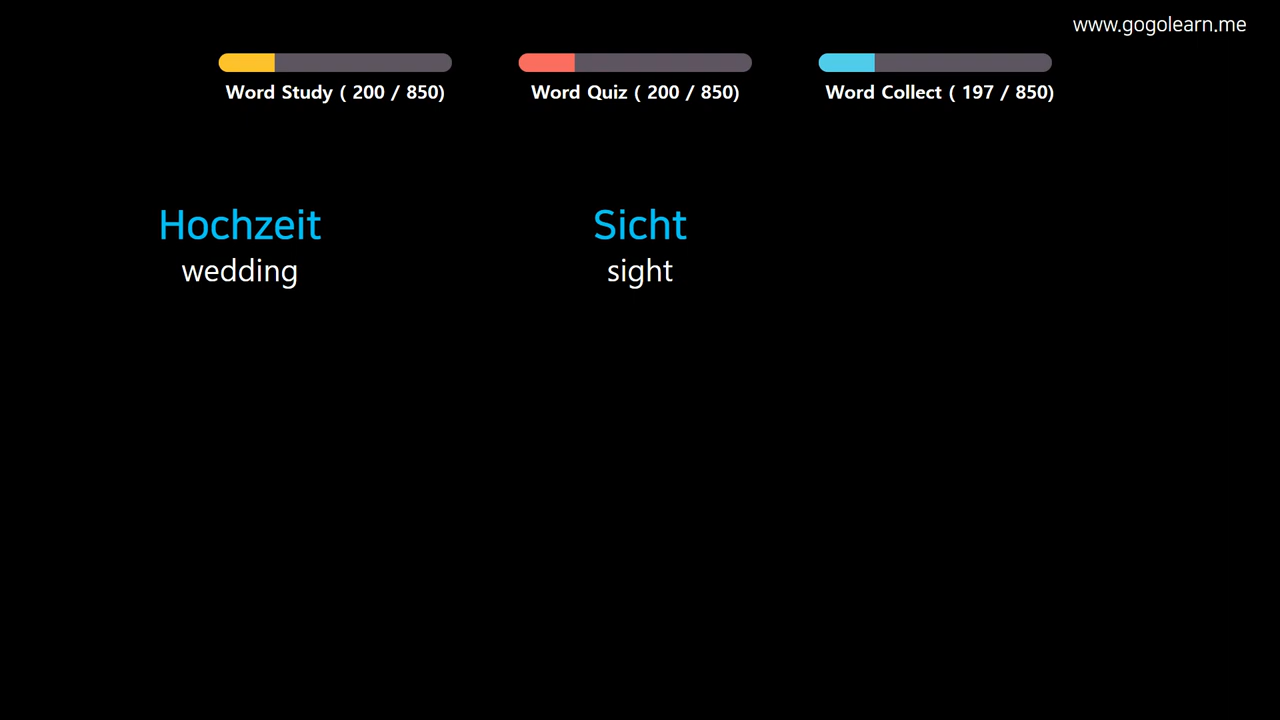 www.gogolearn.me
Word Study ( 200 / 850)
Word Quiz ( 200 / 850)
Word Collect ( 197 / 850)
Hochzeit
wedding
Sicht
sight